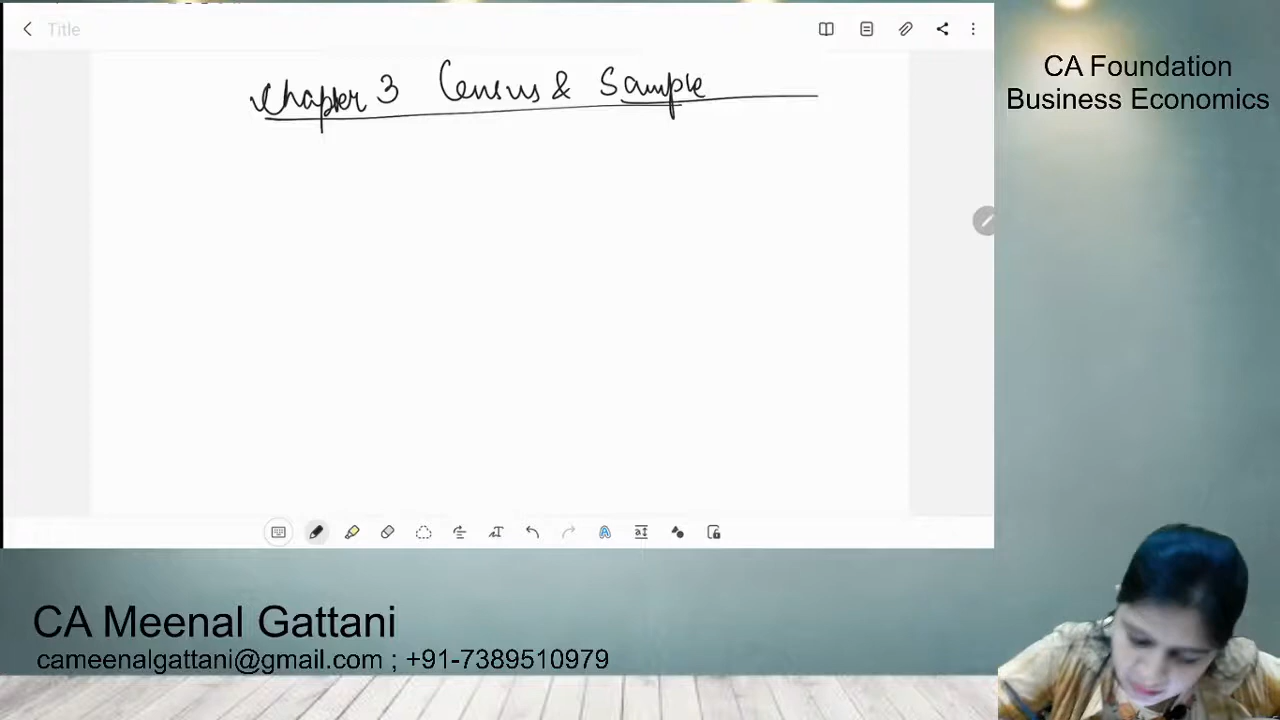 Title
Chapter 3 Census & Sample
CA Foundation
Business Economics
CA Meenal Gattani
cameenalgattani@gmail.com ; +91-7389510979